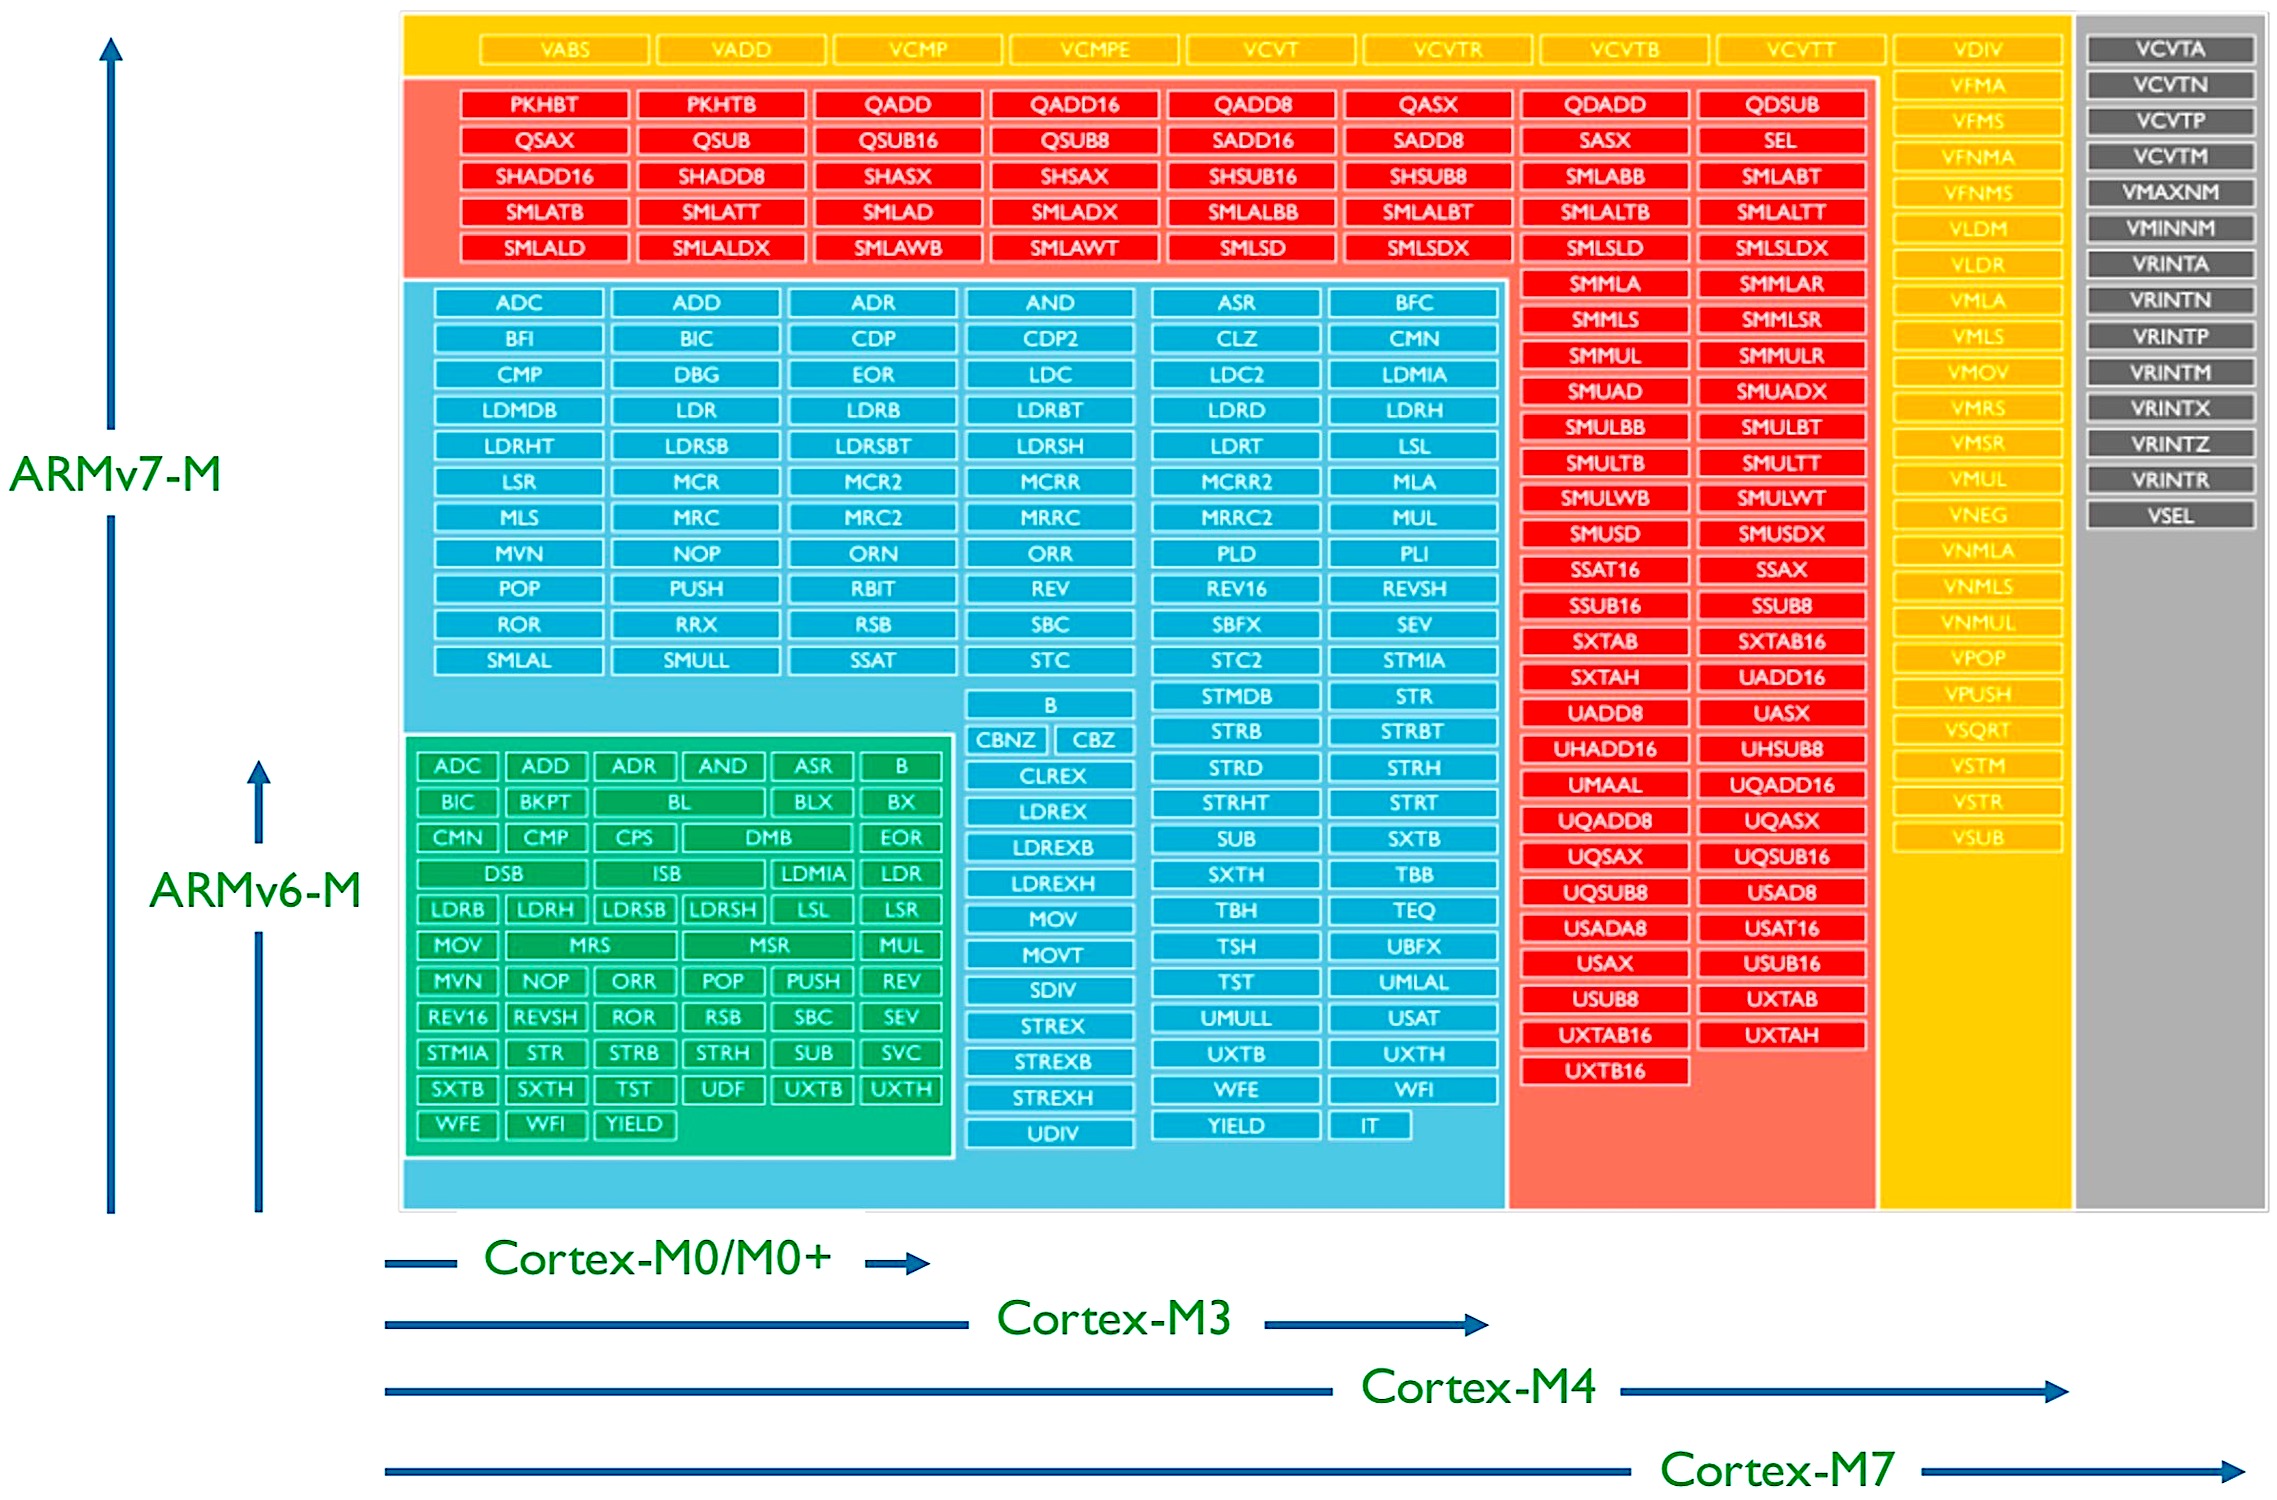 VABS VADD VCMP VCMPE VCVT VCVTR VCVTB VCVTT VDIV VCVTA
VFMA VCVTN
PKHBT PKHTB QADD QADD16 QADD8 QASX QDADD QDSUB VFMS VCVTP
QSAX QSUB QSUB16 QSUB8 SADD16 SADD8 SASX SEL VFNMA VCVTM
SHADD16 SHADD8 SHASX SHSAX SHSUB16 SHSUB8 SMLABB SMLABT VFNMS VMAXNM
SMLATB SMLATT SMLAD SMLADX SMLALBB SMLALBT SMLALTB SMLALTT VLDM VMINNM
SMLALD SMLALDX SMLAWB SMLAWT SMLSD SMLSDX SMLSLD SMLSLDX VLDR VRINTA
SMMLA SMMLAR
ADC ADD ADR AND ASR BFC SMMLS SMMLSR VMLA VRINTN
BFI BIC CDP CDP2 CLZ CMN SMMUL SMMULR VMLS VRINTP
CMP DBG EOR LDC LDC2 LDMIA SMUAD SMUADX VMOV VRINTM
LDMDB LDR LDRB LDRBT LDRD LDRH SMULBB SMULBT VMRS VRINTX
LDRHT LDRSB LDRSBT LDRSH LDRT LSL SMULTB SMULTT VMSR VRINTZ
ARMv7-M
LSR MCR MCR2 MCRR MCRR2 MLA SMULWB SMULWT VMUL VRINTR
MLS MRC MRC2 MRRC MRRC2 MUL SMUSD SMUSDX VNEG VSEL
MVN NOP ORN ORR PLD PLI SSAT16 SSAX VNMLA
POP PUSH RBIT REV REV16 REVSH SSUB16 SSUB8 VNMLS
ROR RRX RSB SBC SBFX SEV SXTAB SXTAB16 VNMUL
SMLAL SMULL SSAT STC STC2 STMIA SXTAH UADD16 VPOP
B STMDB STR UADD8 UASX VPUSH
CBNZ CBZ STRB STRBT UHADD16 UHSUB8 VSQRT
ADC ADD ADR AND ASR B CLREX STRD STRH UMAAL UQADD16 VSTM
BIC BKPT BL BLX BX LDREX STRHT STRT UQADD8 UQASX VSTR
CMN CMP CPS DMB EOR LDREXB SUB SXTB UQSAX UQSUB16 VSUB
DSB ISB LDMIA LDR LDREXH SXTH TBB UQSUB8 USAD8
ARMv6-M
LDRB LDRH LDRSB LDRSH LSL LSR MOV TBH TEQ USADA8 USAT16
MOV MRS MSR MUL MOVT TSH UBFX USAX USUB16
MVN NOP ORR POP PUSH REV SDIV TST UMLAL USUB8 UXTAB
REV16 REVSH ROR RSB SBC SEV STREX UMULL USAT UXTAB16 UXTAH
STMIA STR STRB STRH SUB SVC STREXB UXTB UXTH UXTB16
SXTB SXTH TST UDF UXTB UXTH STREXH WFE WFI
WFE WFI YIELD UDIV YIELD IT
Cortex-M0/M0+
Cortex-M3
Cortex-M4
Cortex-M7